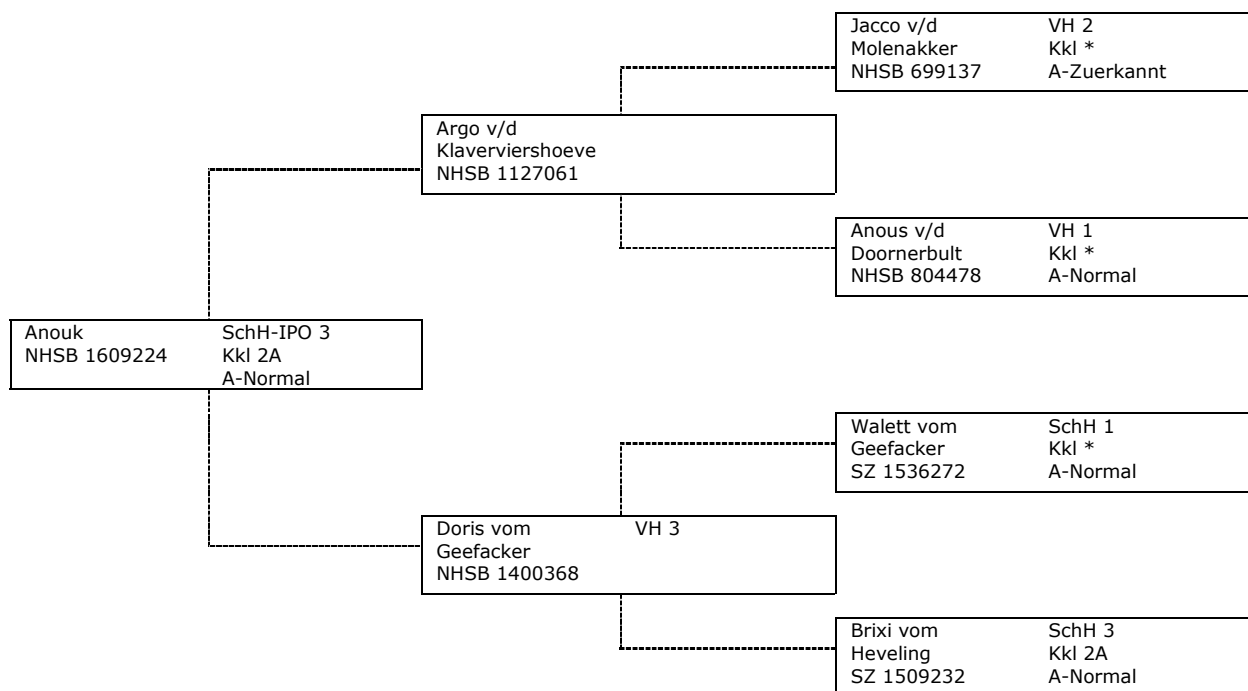 Jacco v/d VH 2
Molenakker Kkl *
NHSB 699137 A-Zuerkannt
Argo v/d
Klaverviershoeve
NHSB 1127061
Anous v/d VH 1
Doornerbult Kkl *
NHSB 804478 A-Normal
Anouk SchH-IPO 3
NHSB 1609224 Kkl 2A
A-Normal
Walett vom SchH 1
Geefacker Kkl *
SZ 1536272 A-Normal
Doris vom VH 3
Geefacker
NHSB 1400368
Brixi vom SchH 3
Heveling Kkl 2A
SZ 1509232 A-Normal